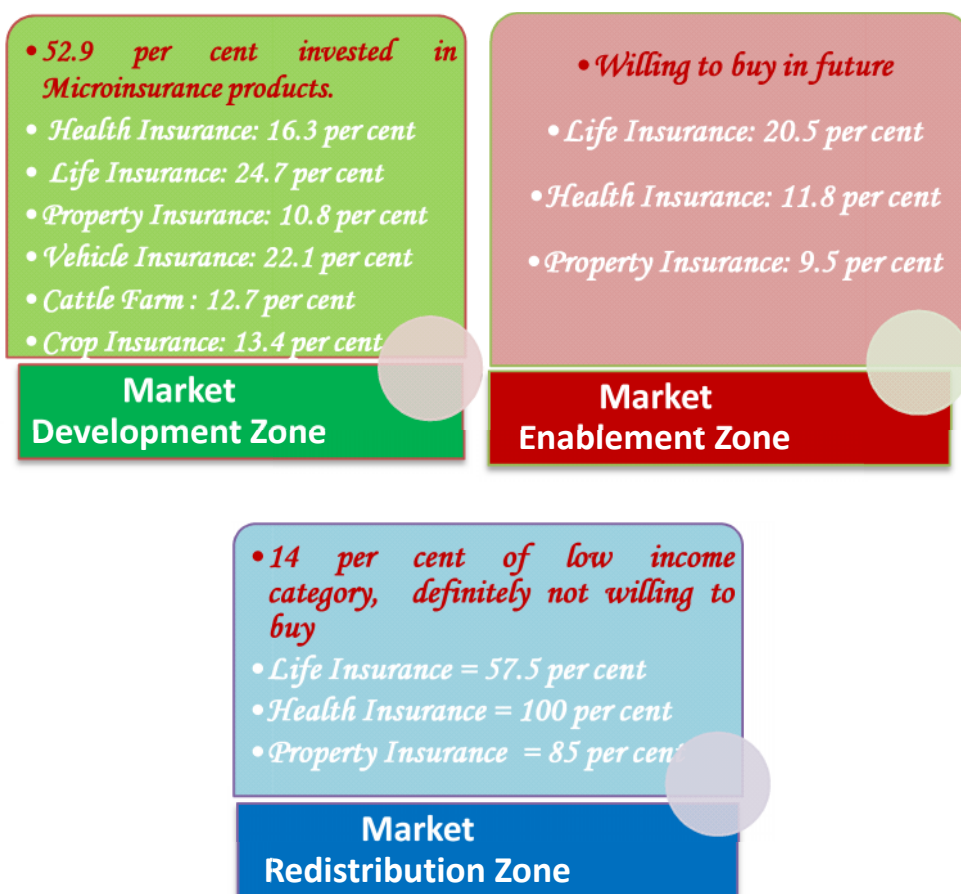 • 52.9 per cent invested in
Microinsurance products.
• Health Insurance: 16.3 per cent
• Life Insurance: 24.7 per cent
• Property Insurance: 10.8 per cent
• Vehicle Insurance: 22.1 per cent
• Cattle Farm : 12.7 per cent
• Crop Insurance: 13.4 per cent
Market
Development Zone
• Willing to buy in future
• Life Insurance: 20.5 per cent
• Health Insurance: 11.8 per cent
• Property Insurance: 9.5 per cent
Market
Enablement Zone
• 14 per cent of low income
category, definitely not willing to
buy
• Life Insurance = 57.5 per cent
• Health Insurance = 100 per cent
• Property Insurance = 85 per cent
Market
Redistribution Zone